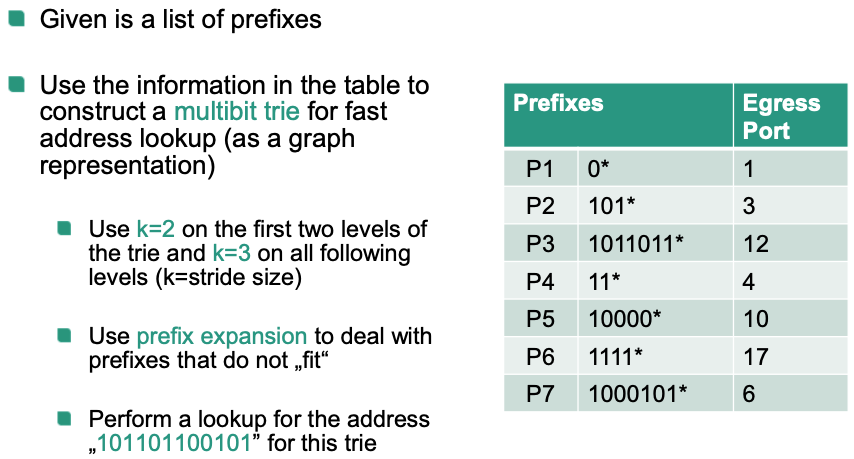 Given is a list of prefixes
Use the information in the table to
construct a multibit trie for fast
address lookup (as a graph
representation)
Use k=2 on the first two levels of
the trie and k=3 on all following
levels (k=stride size)
Use prefix expansion to deal with
prefixes that do not „fit“
Perform a lookup for the address
„101101100101” for this trie
Prefixes Egress Port
P1 0* 1
P2 101* 3
P3 1011011* 12
P4 11* 4
P5 10000* 10
P6 1111* 17
P7 1000101* 6